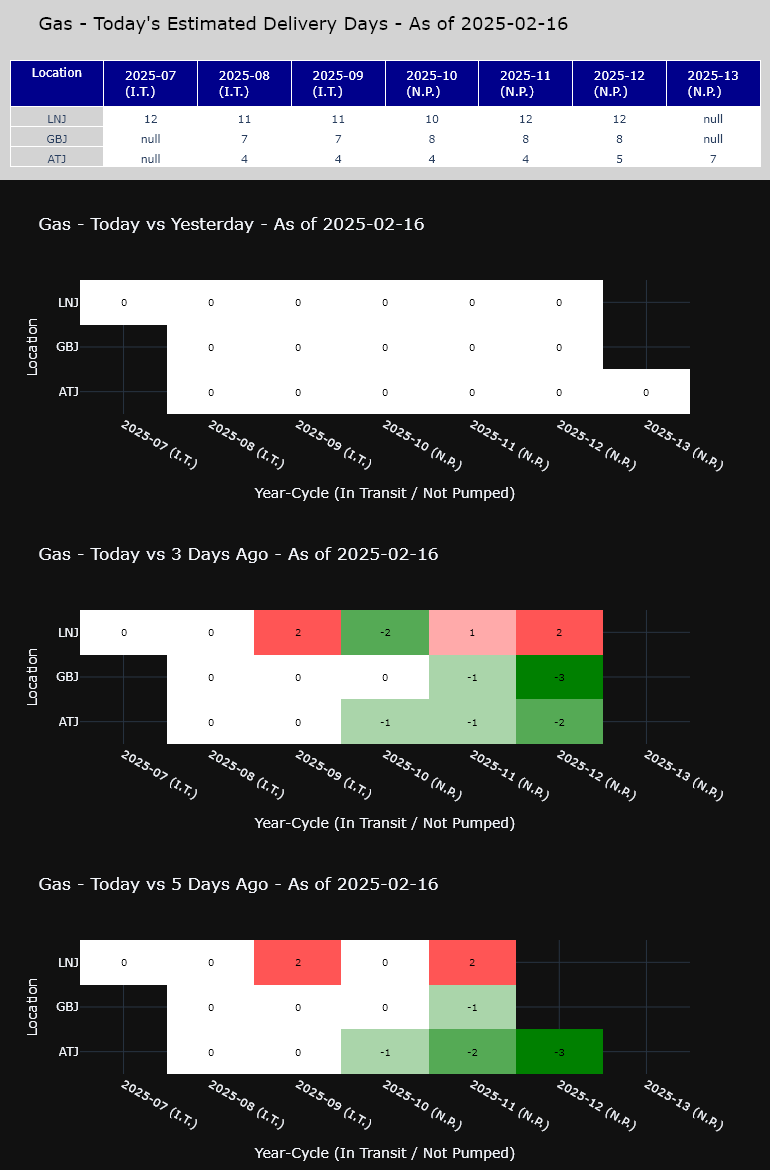 Gas - Today's Estimated Delivery Days - As of 2025-02-16
Location 2025-07 (I.T.) 2025-08 (I.T.) 2025-09 (I.T.) 2025-10 (N.P.) 2025-11 (N.P.) 2025-12 (N.P.) 2025-13 (N.P.)
LNJ 12 11 11 10 12 12 null
GBJ null 7 7 8 8 8 null
ATJ null 4 4 4 4 5 7
Gas - Today vs Yesterday - As of 2025-02-16
Location
LNJ 0 0 0 0 0 0
GBJ 0 0 0 0 0
ATJ 0 0 0 0 0 0
2025-07 (I.T.) 2025-08 (I.T.) 2025-09 (I.T.) 2025-10 (N.P.) 2025-11 (N.P.) 2025-12 (N.P.) 2025-13 (N.P.)
Year-Cycle (In Transit / Not Pumped)
Gas - Today vs 3 Days Ago - As of 2025-02-16
Location
LNJ 0 0 2 -2 1 2
GBJ 0 0 0 -1 -3
ATJ 0 0 -1 -1 -2
2025-07 (I.T.) 2025-08 (I.T.) 2025-09 (I.T.) 2025-10 (N.P.) 2025-11 (N.P.) 2025-12 (N.P.) 2025-13 (N.P.)
Year-Cycle (In Transit / Not Pumped)
Gas - Today vs 5 Days Ago - As of 2025-02-16
Location
LNJ 0 0 2 0 2
GBJ 0 0 0 -1
ATJ 0 0 -1 -2 -3
2025-07 (I.T.) 2025-08 (I.T.) 2025-09 (I.T.) 2025-10 (N.P.) 2025-11 (N.P.) 2025-12 (N.P.) 2025-13 (N.P.)
Year-Cycle (In Transit / Not Pumped)